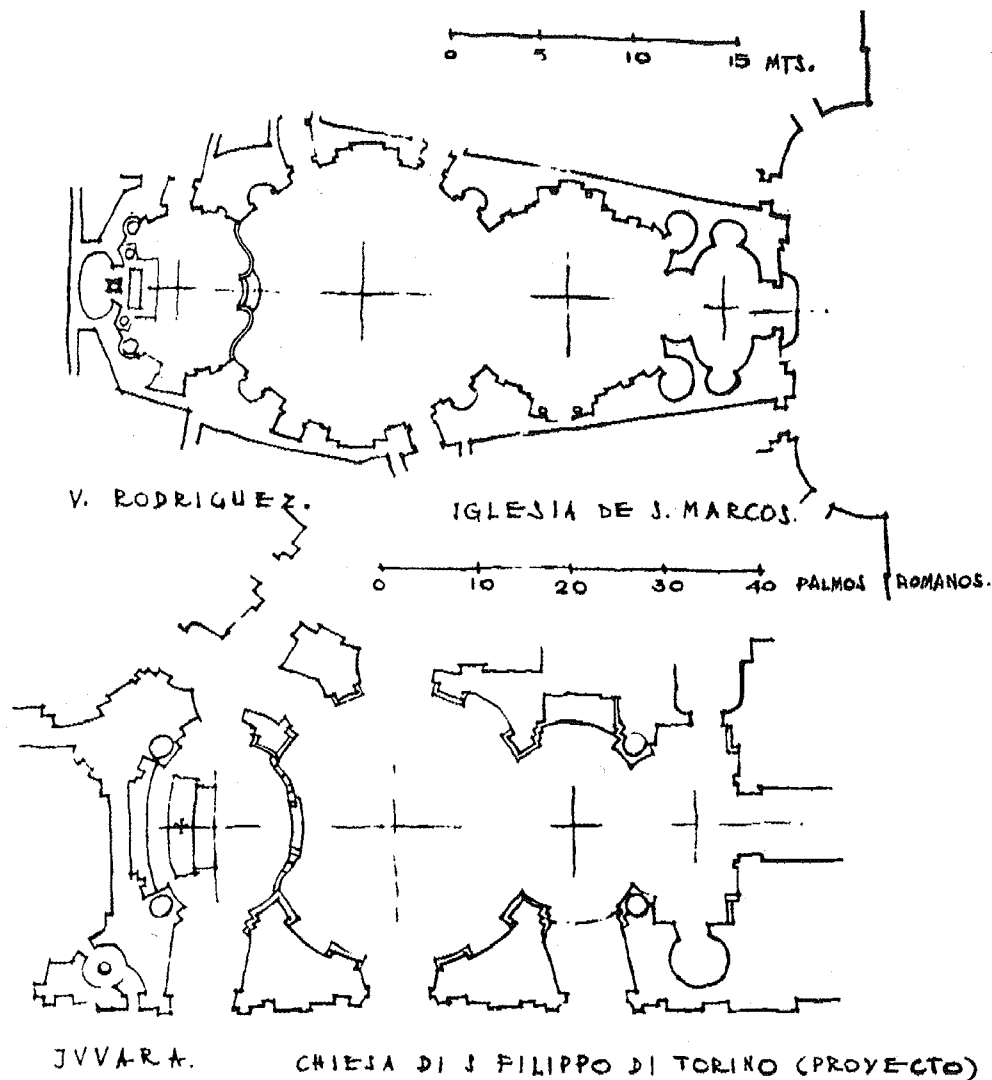 0 5 10 15 MTS.
V. RODRIGUEZ. IGLESIA DE S. MARCOS.
0 10 20 30 40 PALMOS ROMANOS.
JVVARA. CHIESA DI S FILIPPO DI TORINO (PROYECTO)